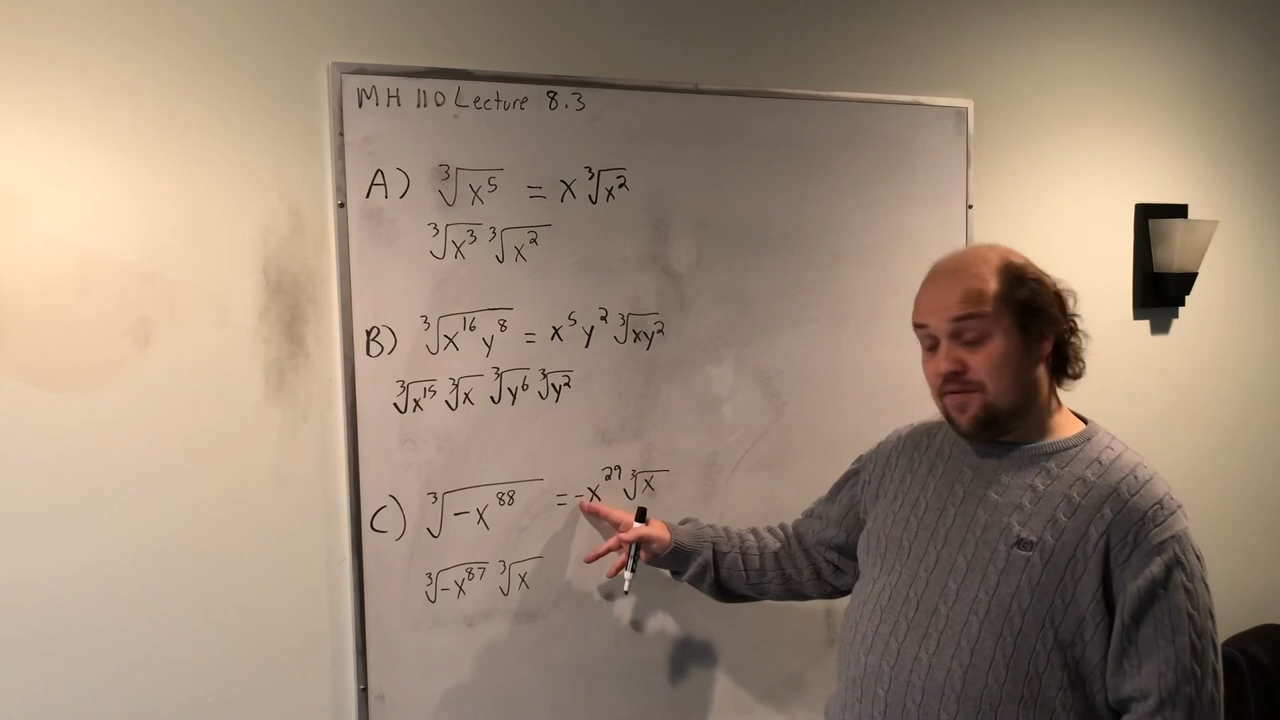 MH 110 Lecture 8.3
A) ∛x⁵ = x ∛x²
∛x³ ∛x²
B) ∛x¹⁶y⁸ = x⁵y² ∛xy²
∛x¹⁵ ∛x ∛y⁶ ∛y²
C) ∛-x⁸⁸ = -x²⁹ ∛x
∛-x⁸⁷ ∛x